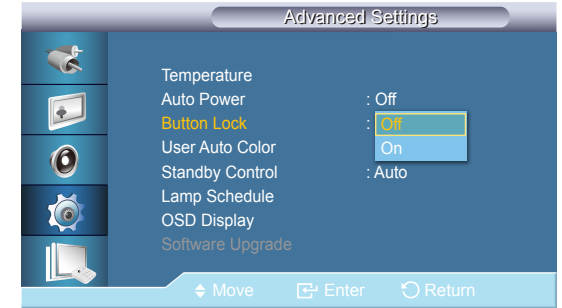 Advanced Settings
Temperature
Auto Power : Off
Button Lock : Off
On
User Auto Color
Standby Control : Auto
Lamp Schedule
OSD Display
Software Upgrade
Move Enter Return